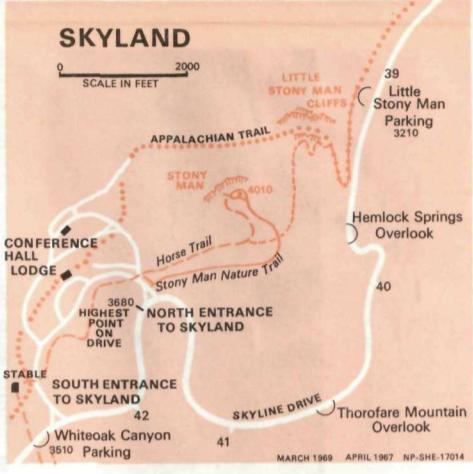 SKYLAND
0 2000
SCALE IN FEET
LITTLE
STONY MAN
CLIFFS
39
Little
Stony Man
Parking
3210
APPALACHIAN TRAIL
STONY
MAN
4010
Hemlock Springs
Overlook
CONFERENCE
HALL
LODGE
Horse Trail
Stony Man Nature Trail
40
3680
HIGHEST
POINT
ON
DRIVE
NORTH ENTRANCE
TO SKYLAND
STABLE
SOUTH ENTRANCE
TO SKYLAND
42
SKYLINE DRIVE
Thorofare Mountain
Overlook
Whiteoak Canyon
3510 Parking
41
MARCH 1969 APRIL 1967 NP-SHE-17014